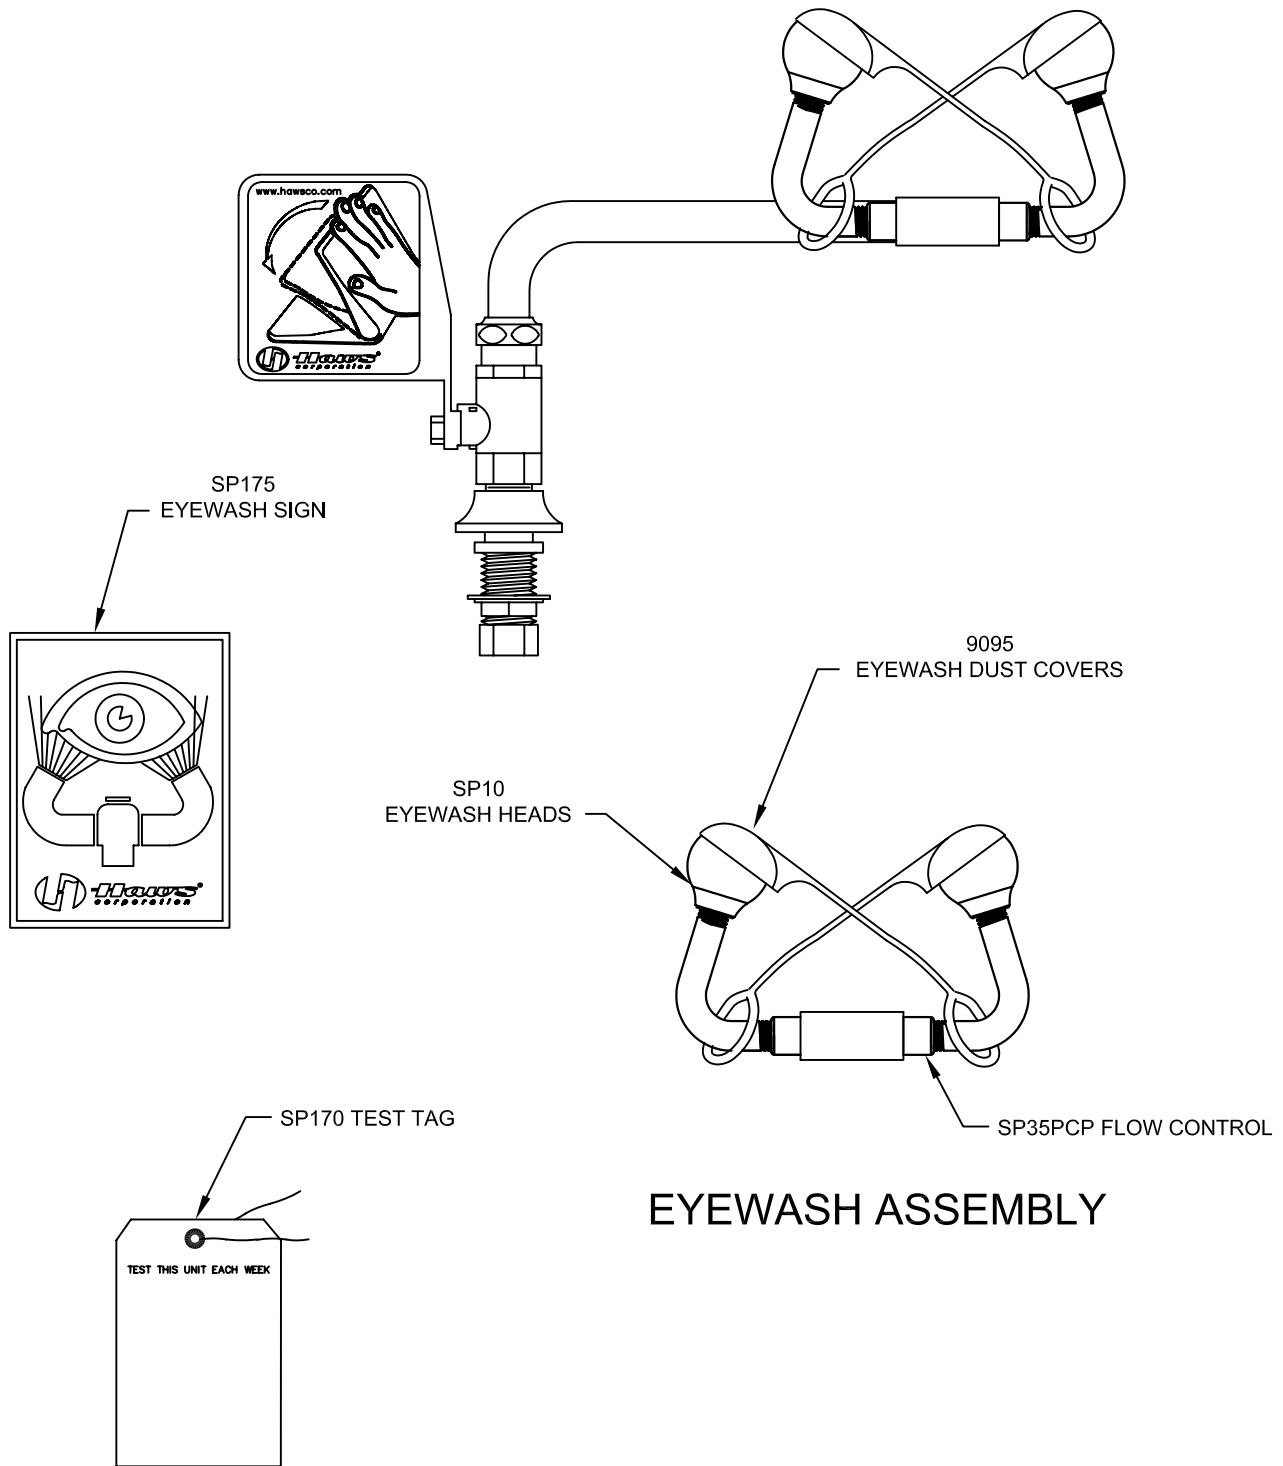 www.hawsco.com
Haws®
corporation
SP175
EYEWASH SIGN
9095
EYEWASH DUST COVERS
SP10
EYEWASH HEADS
Haws®
corporation
SP170 TEST TAG
SP35PCP FLOW CONTROL
EYEWASH ASSEMBLY
TEST THIS UNIT EACH WEEK